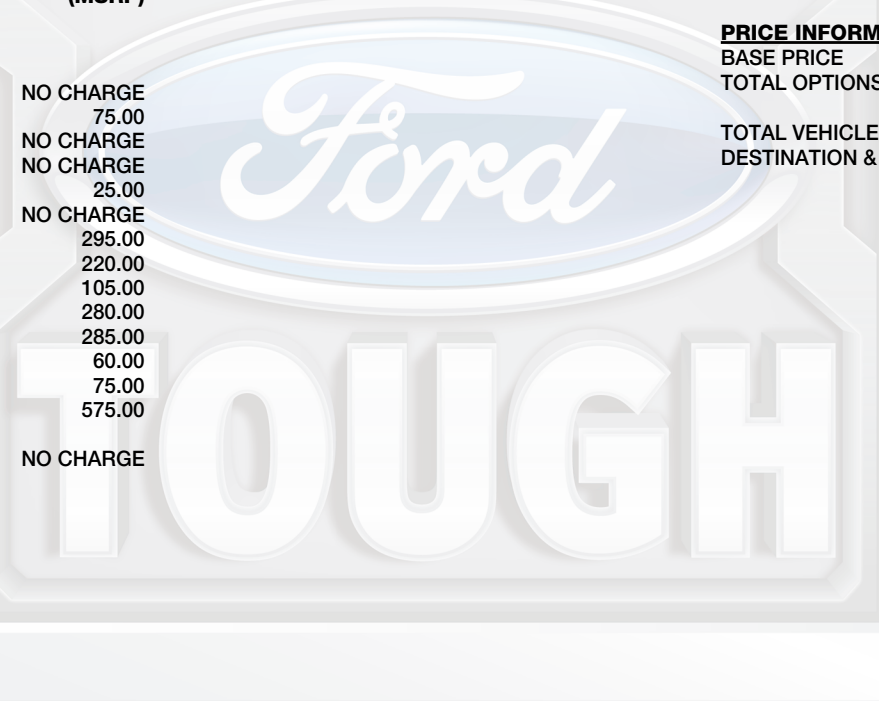 (MSRP)
NO CHARGE
75.00
NO CHARGE
NO CHARGE
25.00
NO CHARGE
295.00
220.00
105.00
280.00
285.00
60.00
75.00
575.00
NO CHARGE
PRICE INFORM
BASE PRICE
TOTAL OPTIONS
TOTAL VEHICLE
DESTINATION &
Ford
TOUGH